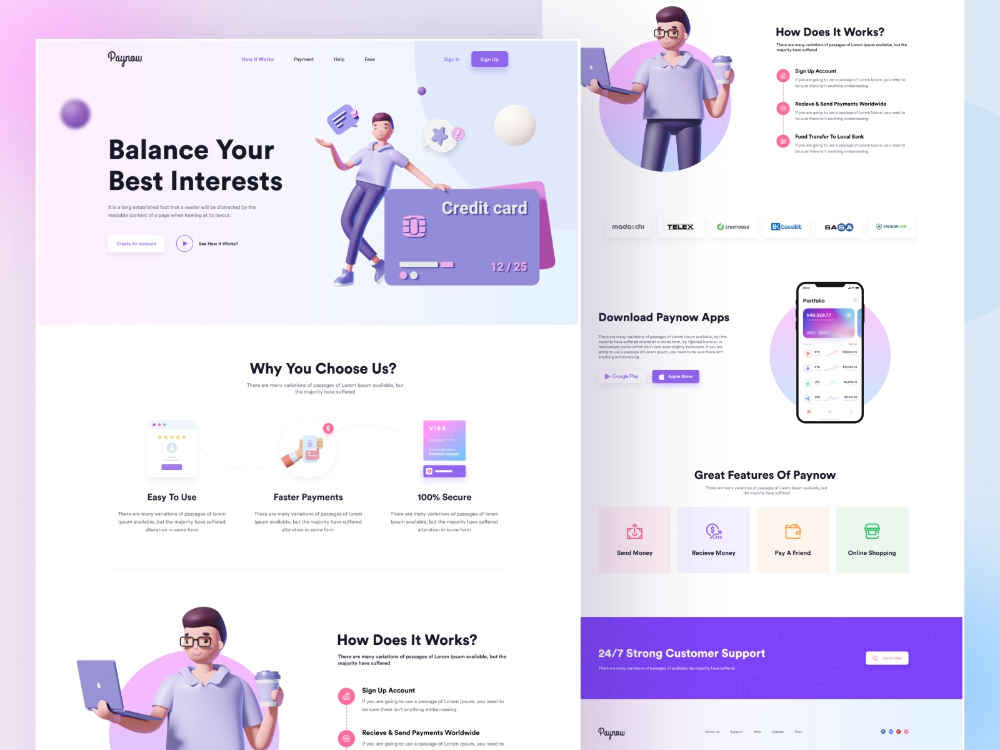 Paynow
How It Works
Payment
Help
Fees
Sign In
Sign Up
Balance Your
Best Interests
It is a long established fact that a reader will be distracted by the
readable content of a page when looking at its layout.
Create An Account
See How It Works?
Credit card
12 / 25
Why You Choose Us?
There are many variations of passages of Lorem Ipsum available, but
the majority have suffered
$
VISA
Easy To Use
There are many variations of passages of lorem
Ipsum available, but the majority have suffered
alteration in some form
Faster Payments
There are many variations of passages of lorem
Ipsum available, but the majority have suffered
alteration in some form
100% Secure
There are many variations of passages of lorem
Ipsum available, but the majority have suffered
alteration in some form
How Does It Works?
There are many variations of passages of Lorem Ipsum available, but the
majority have suffered
Sign Up Account
If you are going to use a passage of Lorem Ipsum, you need to
be sure there isn't anything embarrassing.
Recieve & Send Payments Worldwide
If you are going to use a passage of Lorem Ipsum, you need to
How Does It Works?
There are many variations of passages of Lorem Ipsum available, but the
majority have suffered
Sign Up Account
If you are going to use a passage of Lorem Ipsum, you need to
be sure there isn't anything embarrassing.
Recieve & Send Payments Worldwide
If you are going to use a passage of Lorem Ipsum, you need to
be sure there isn't anything embarrassing.
Fund Transfer To Local Bank
If you are going to use a passage of Lorem Ipsum, you need to
be sure there isn't anything embarrassing.
madaschi
TELEX
treehouse
basekit
SABA
Download Paynow Apps
There are many variations of passages of Lorem Ipsum available, but the
majority have suffered alteration in some form, by injected humour, or
randomised words which don't look even slightly believable. If you are
going to use a passage of Lorem Ipsum, you need to be sure there isn't
anything embarrassing
Google Play
Apple Store
Portfolio
Great Features Of Paynow
There are many variations of passages of Lorem Ipsum available, but
the majority have suffered
Send Money
Recieve Money
Pay A Friend
Online Shopping
24/7 Strong Customer Support
There are many variations of passages of available the majority have suffered
Paynow
About Us
Support
Help
Careers
Fees